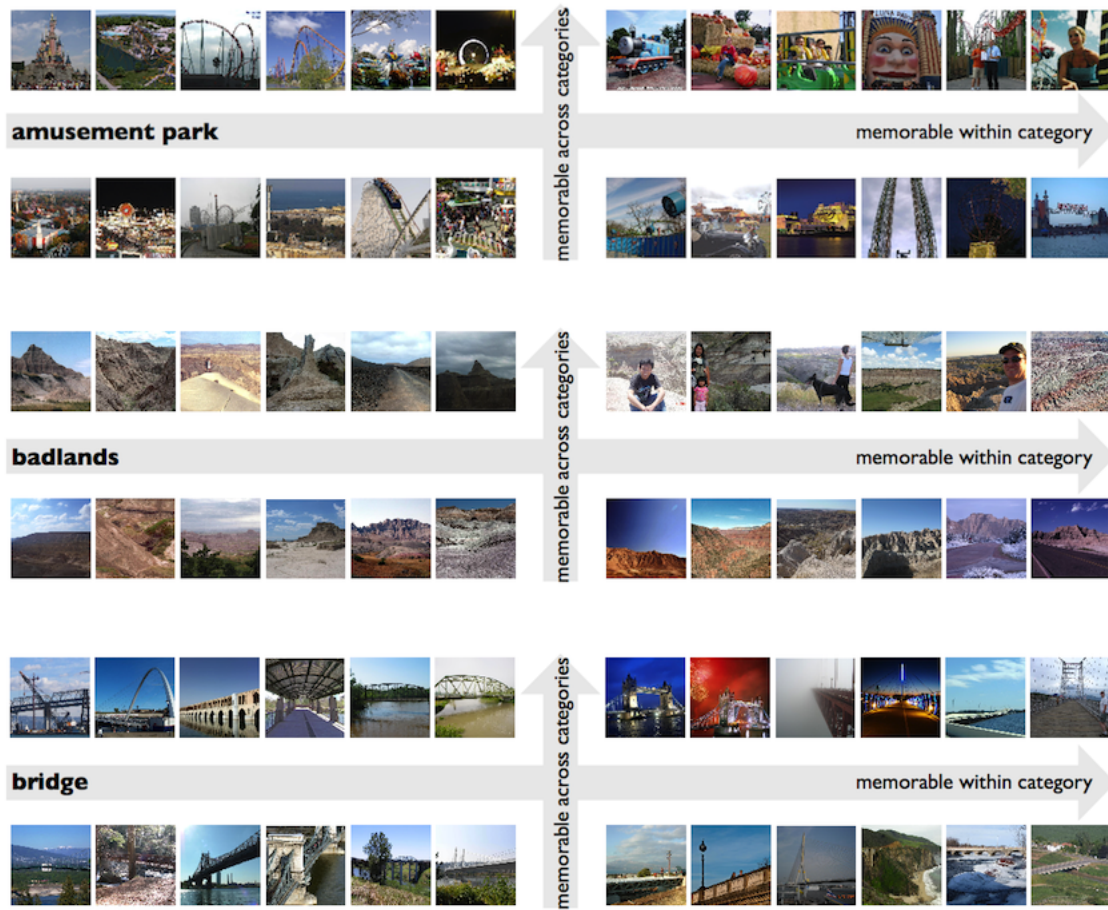 memorable across categories
amusement park
memorable within category
memorable across categories
badlands
memorable within category
memorable across categories
bridge
memorable within category